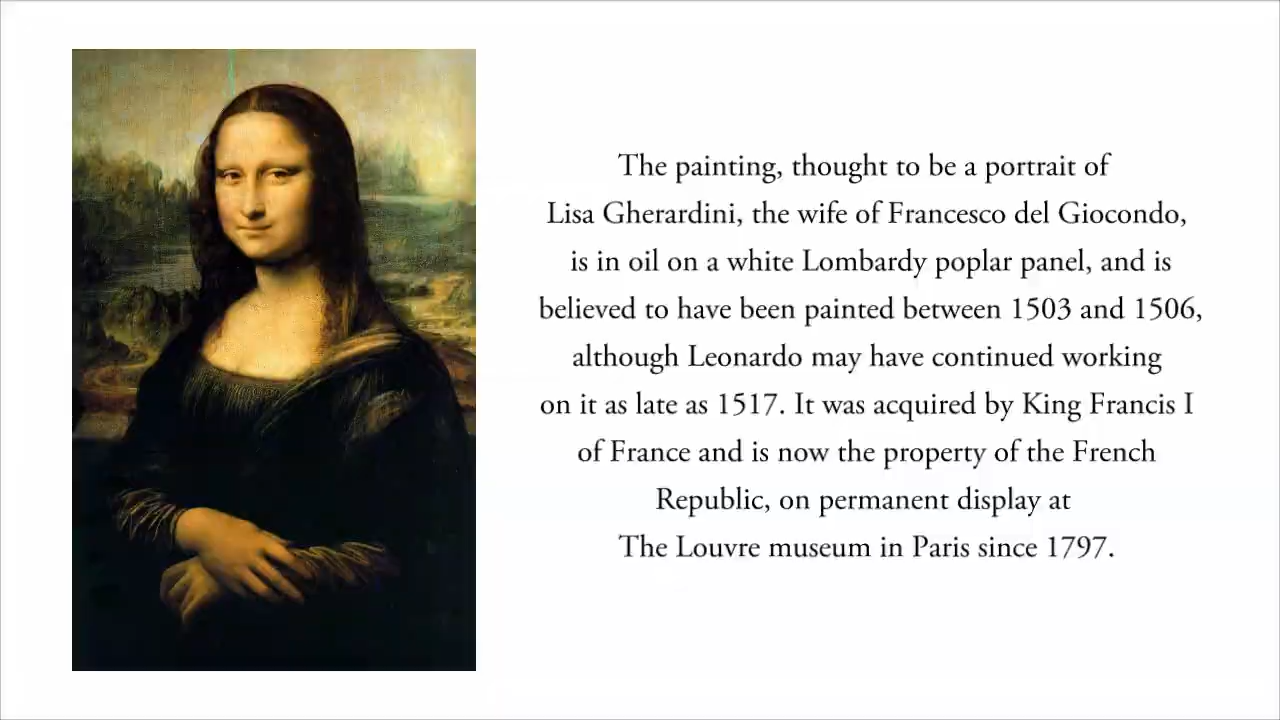 The painting, thought to be a portrait of
Lisa Gherardini, the wife of Francesco del Giocondo,
is in oil on a white Lombardy poplar panel, and is
believed to have been painted between 1503 and 1506,
although Leonardo may have continued working
on it as late as 1517. It was acquired by King Francis I
of France and is now the property of the French
Republic, on permanent display at
The Louvre museum in Paris since 1797.